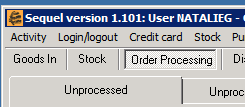 Sequel version 1.101: User NATALIEG -
Activity Login/logout Credit card Stock
Goods In Stock Order Processing
Unprocessed